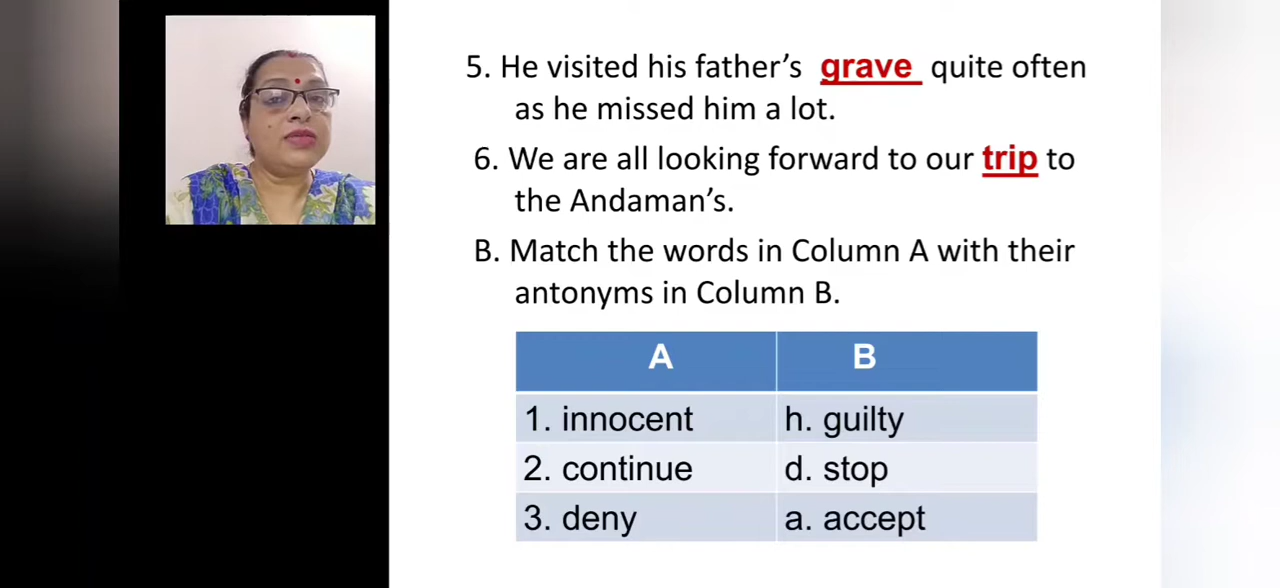 5. He visited his father’s grave quite often
as he missed him a lot.
6. We are all looking forward to our trip to
the Andaman’s.
B. Match the words in Column A with their
antonyms in Column B.
A B
1. innocent h. guilty
2. continue d. stop
3. deny a. accept